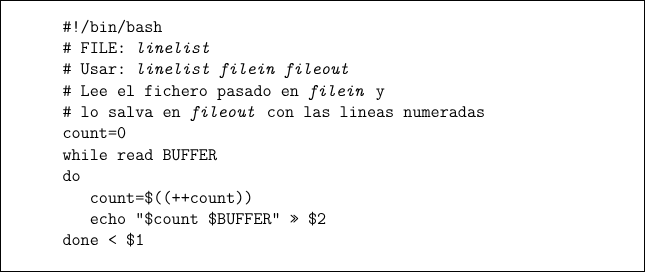 #!/bin/bash
# FILE: linelist
# Usar: linelist filein fileout
# Lee el fichero pasado en filein y
# lo salva en fileout con las lineas numeradas
count=0
while read BUFFER
do
count=$((++count))
echo "$count $BUFFER" » $2
done < $1